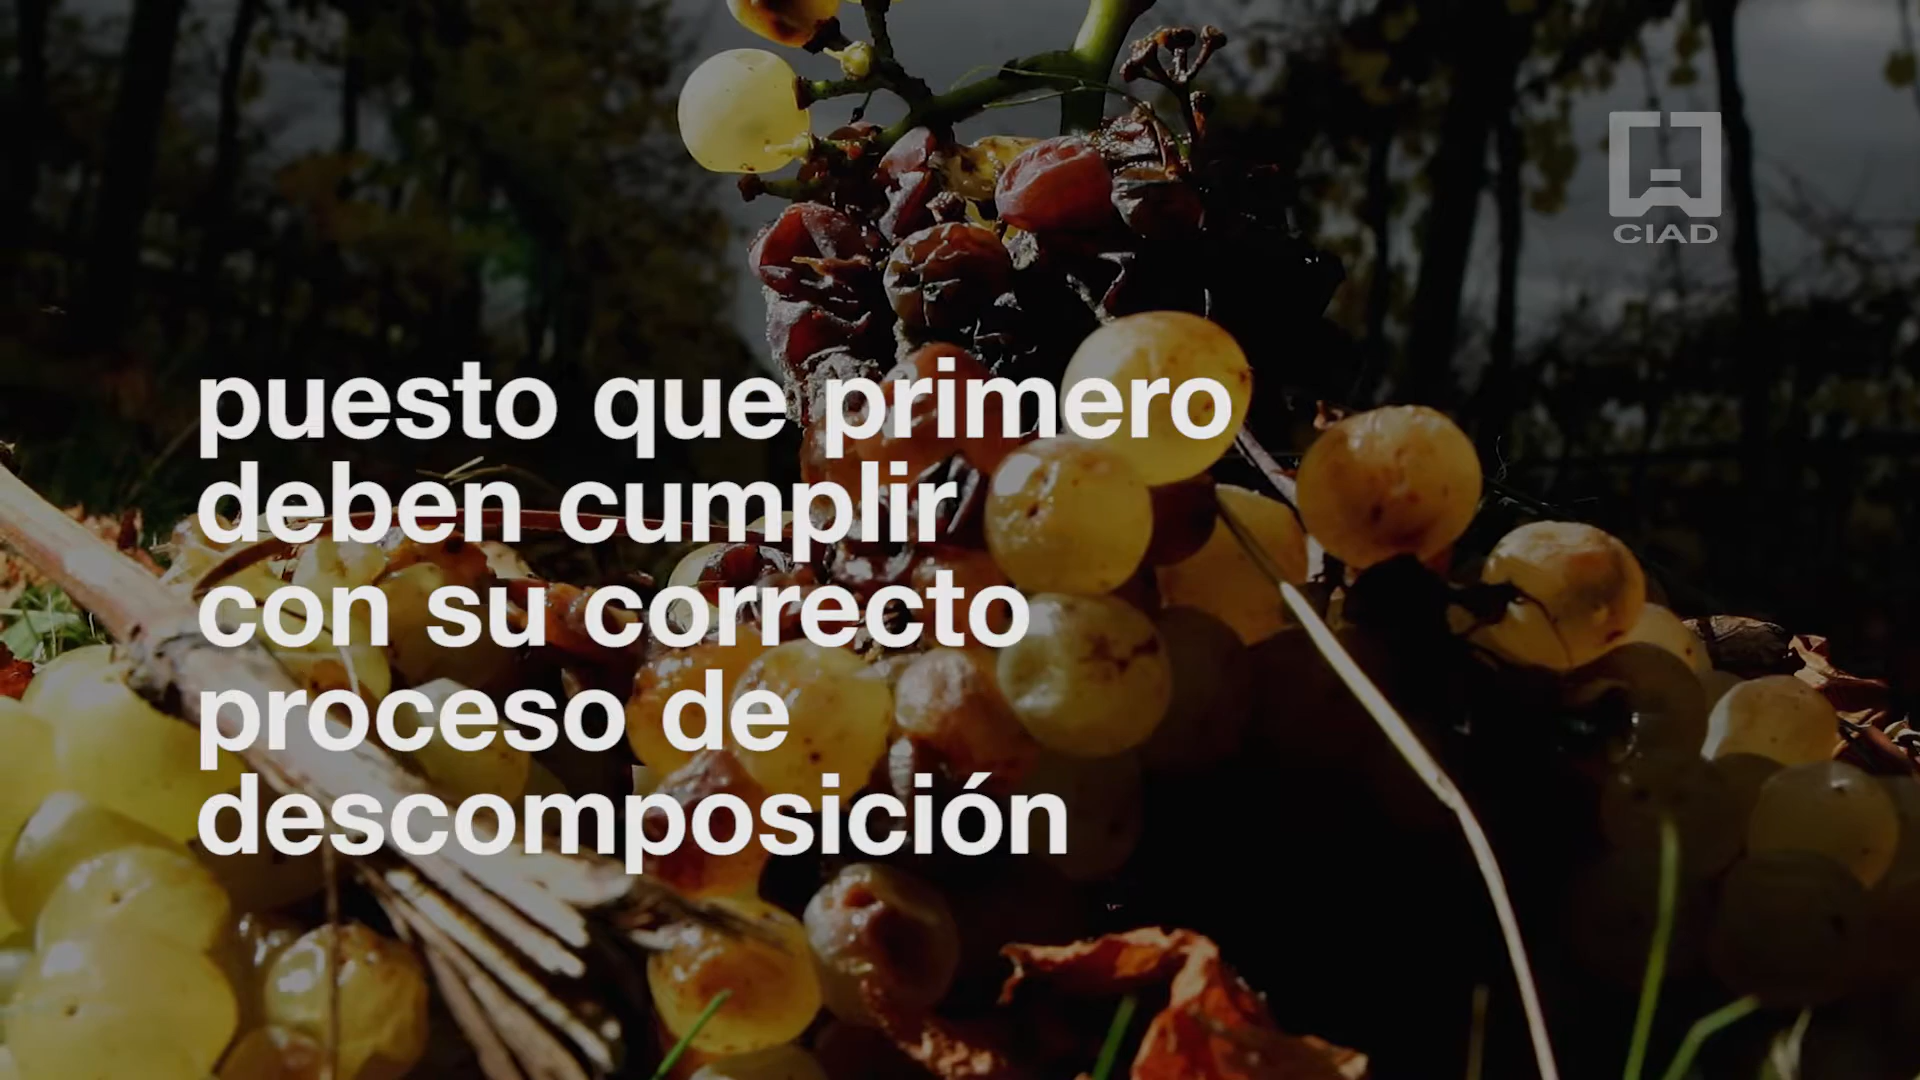 CIAD
puesto que primero
deben cumplir
con su correcto
proceso de
descomposición